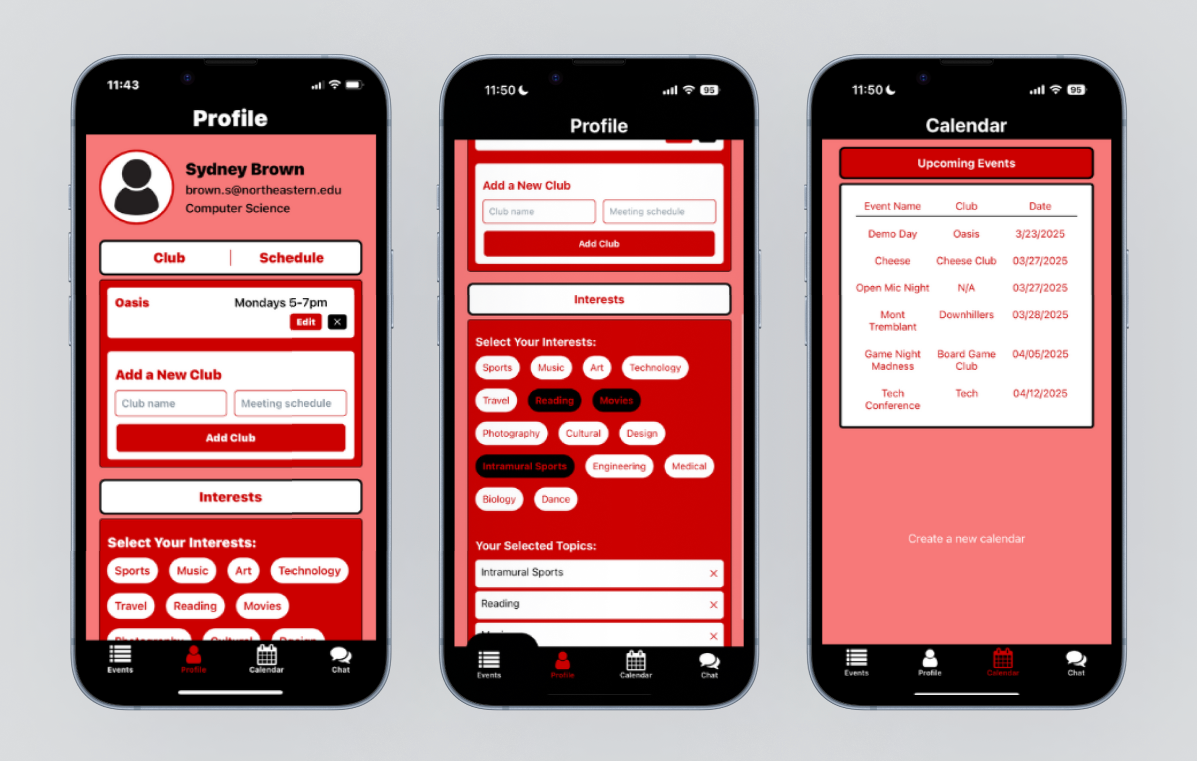 11:43
Profile
Sydney Brown
brown.s@northeastern.edu
Computer Science
Club Schedule
Oasis Mondays 5-7pm
Edit ×
Add a New Club
Club name Meeting schedule
Add Club
Interests
Select Your Interests:
Sports Music Art Technology
Travel Reading Movies
Photography Cultural Design
Events Profile Calendar Chat
11:50 95
Profile
Add a New Club
Club name Meeting schedule
Add Club
Interests
Select Your Interests:
Sports Music Art Technology
Travel Reading Movies
Photography Cultural Design
Intramural Sports Engineering Medical
Biology Dance
Your Selected Topics:
Intramural Sports ×
Reading ×
×
Events Profile Calendar Chat
11:50 95
Calendar
Upcoming Events
Event Name Club Date
Demo Day Oasis 3/23/2025
Cheese Cheese Club 03/27/2025
Open Mic Night N/A 03/27/2025
Mont Tremblant Downhillers 03/28/2025
Game Night Madness Board Game Club 04/05/2025
Tech Conference Tech 04/12/2025
Create a new calendar
Events Profile Calendar Chat